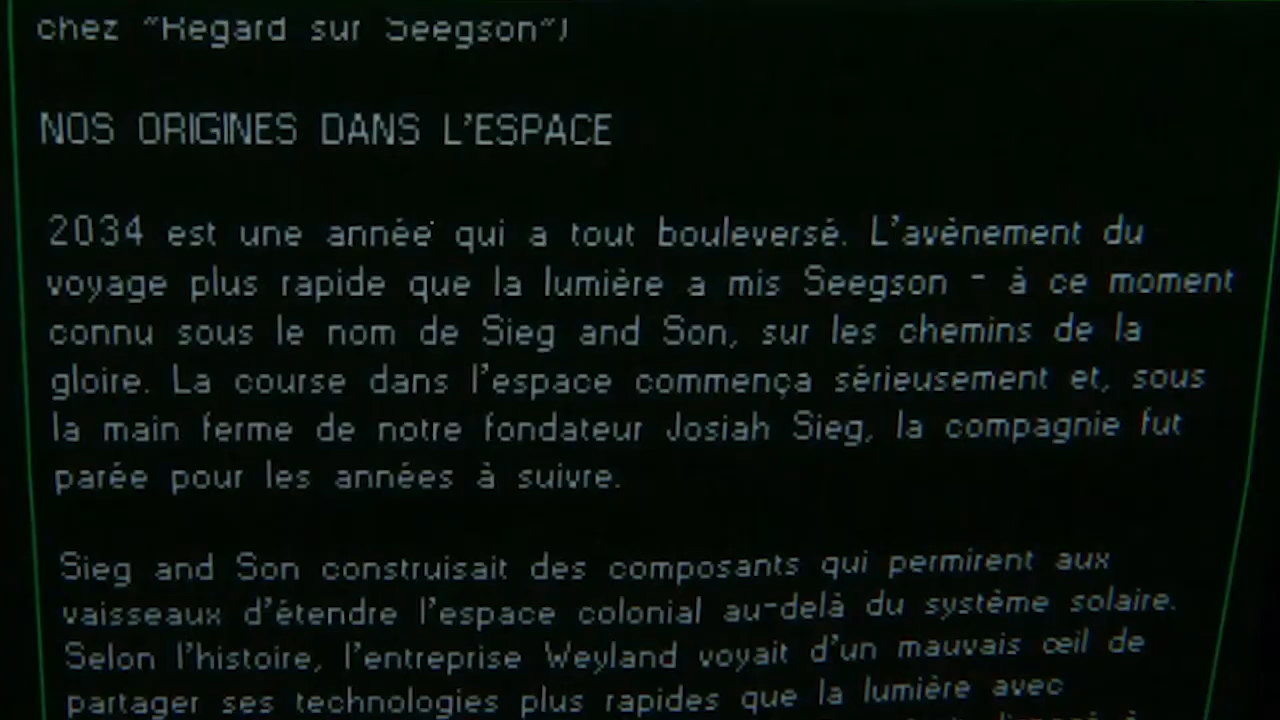 chez "Regard sur Seegson")
NOS ORIGINES DANS L'ESPACE
2034 est une année qui a tout bouleversé. L'avènement du
voyage plus rapide que la lumière a mis Seegson - à ce moment
connu sous le nom de Sieg and Son, sur les chemins de la
gloire. La course dans l'espace commença sérieusement et, sous
la main ferme de notre fondateur Josiah Sieg, la compagnie fut
parée pour les années à suivre.
Sieg and Son construisait des composants qui permirent aux
vaisseaux d'étendre l'espace colonial au-delà du système solaire.
Selon l'histoire, l'entreprise Weyland voyait d'un mauvais œil de
partager ses technologies plus rapides que la lumière avec